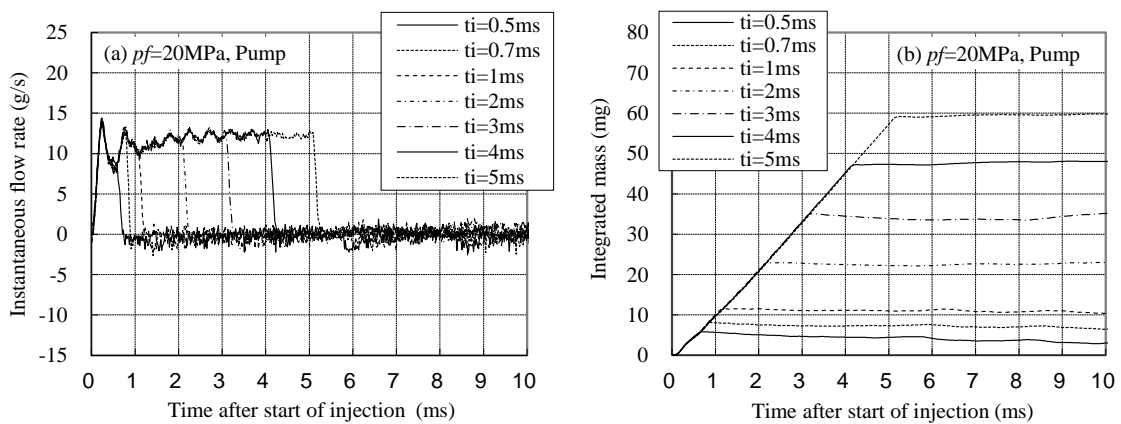 (a) pf=20MPa, Pump
ti=0.5ms
ti=0.7ms
ti=1ms
ti=2ms
ti=3ms
ti=4ms
ti=5ms
Instantaneous flow rate (g/s)
25
20
15
10
5
0
-5
-10
-15
0 1 2 3 4 5 6 7 8 9 10
Time after start of injection (ms)
(b) pf=20MPa, Pump
ti=0.5ms
ti=0.7ms
ti=1ms
ti=2ms
ti=3ms
ti=4ms
ti=5ms
Integrated mass (mg)
80
70
60
50
40
30
20
10
0
0 1 2 3 4 5 6 7 8 9 10
Time after start of injection (ms)